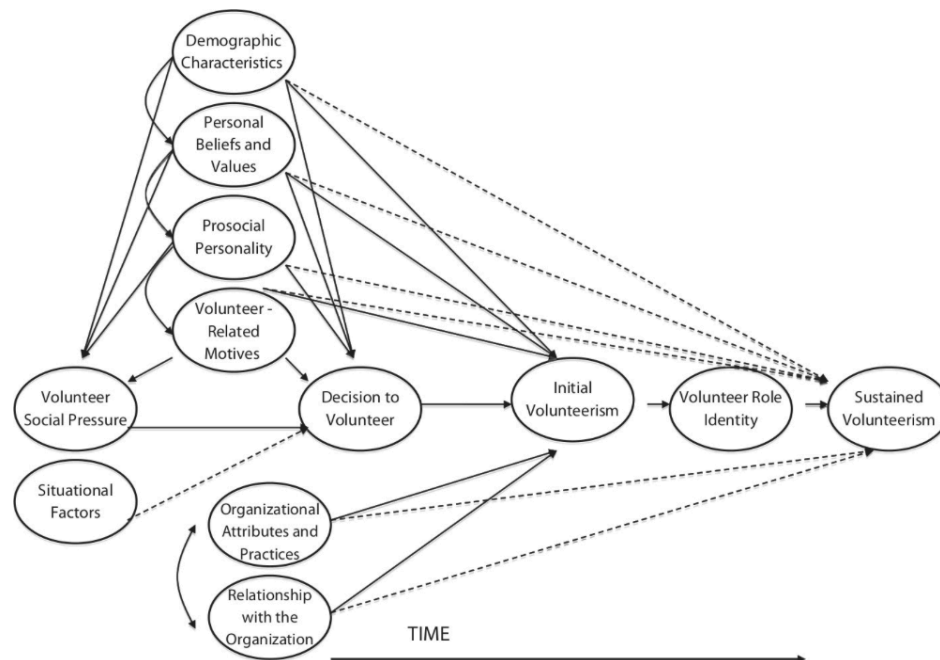 Demographic
Characteristics
Personal
Beliefs and
Values
Prosocial
Personality
Volunteer -
Related
Motives
Volunteer
Social Pressure
Decision to
Volunteer
Initial
Volunteerism
Volunteer Role
Identity
Sustained
Volunteerism
Situational
Factors
Organizational
Attributes and
Practices
Relationship
with the
Organization
TIME